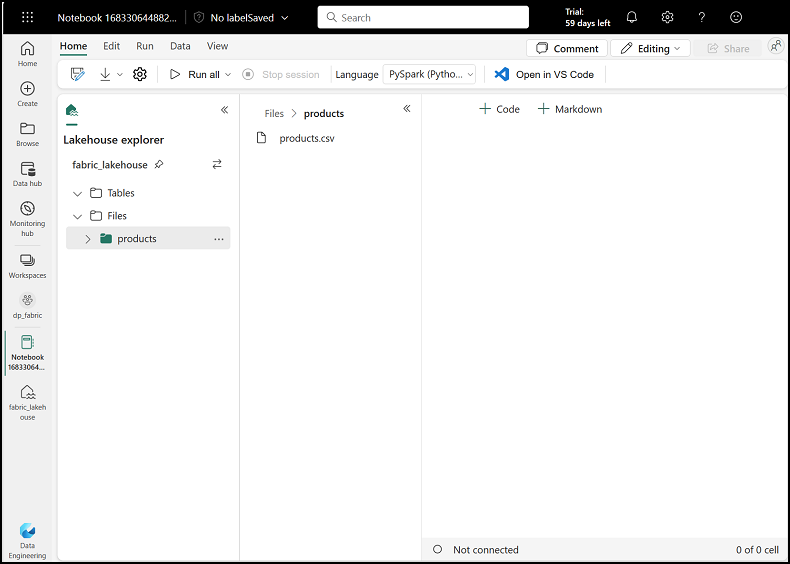 Notebook 168330644882...
No labelSaved
Search
Trial:
59 days left
Home
Edit
Run
Data
View
Comment
Editing
Share
Run all
Stop session
Language
PySpark (Pytho...
Open in VS Code
Home
Create
Browse
Data hub
Monitoring
hub
Workspaces
dp_fabric
Notebook
16833064...
fabric_lakeh
ouse
Data
Engineering
Lakehouse explorer
fabric_lakehouse
Tables
Files
products
Files > products
products.csv
+ Code
+ Markdown
Not connected
0 of 0 cell